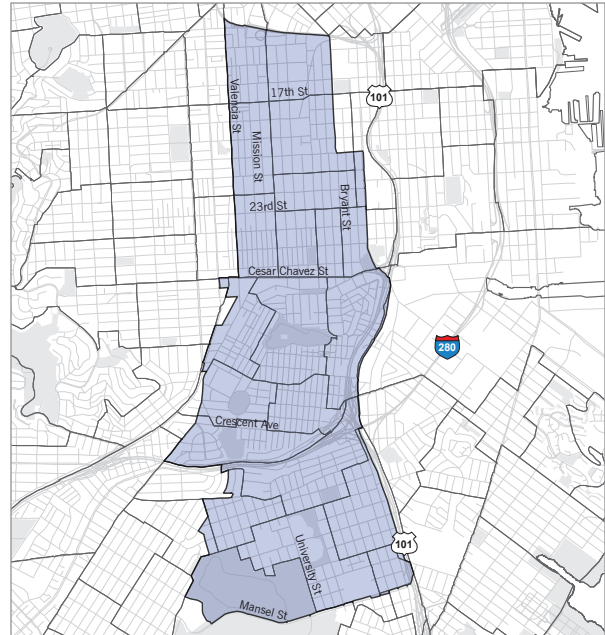 Valencia St
17th St
101
Mission St
Bryant St
23rd St
Cesar Chavez St
280
Crescent Ave
University St
101
Mansel St